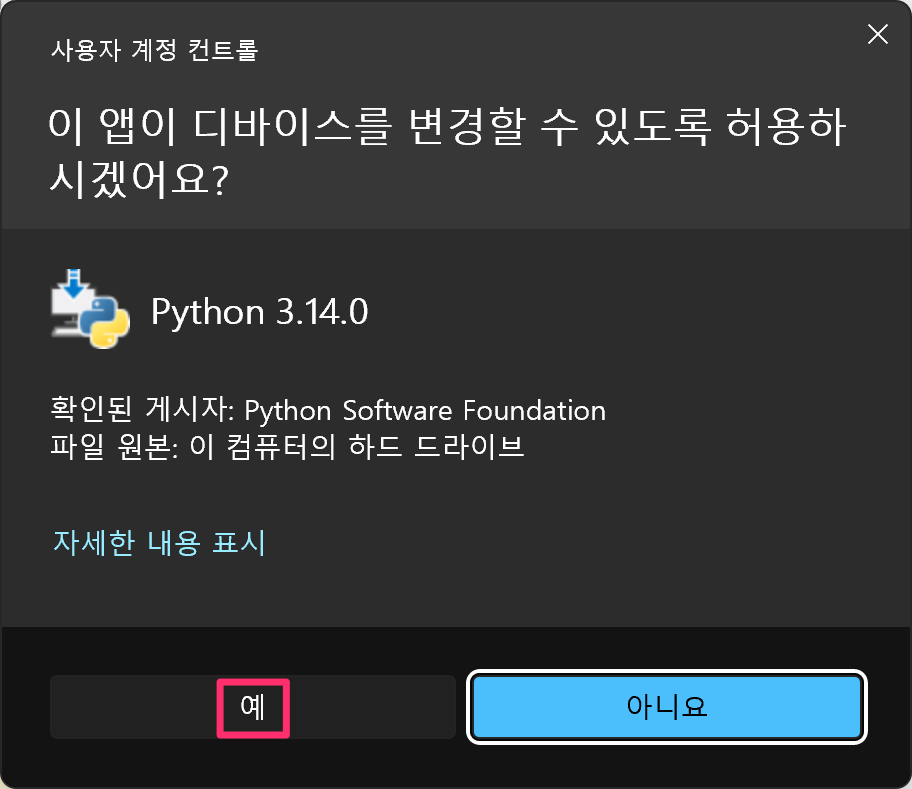 사용자 계정 컨트롤
이 앱이 디바이스를 변경할 수 있도록 허용하
시겠어요?
Python 3.14.0
확인된 게시자: Python Software Foundation
파일 원본: 이 컴퓨터의 하드 드라이브
자세한 내용 표시
예
아니요